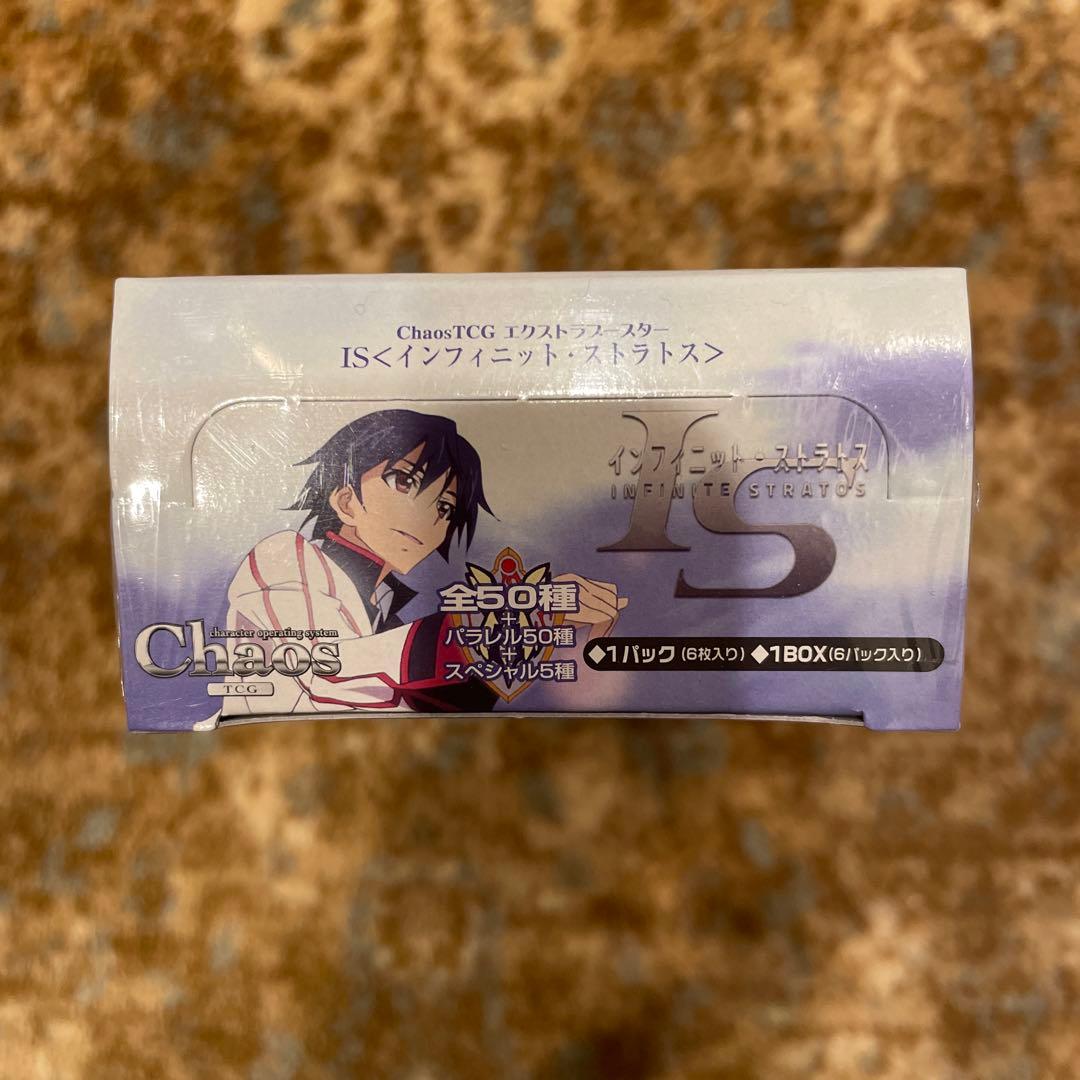 ChaosTCG エクストラブースター
IS<インフィニット・ストラトス>
IS
インフィニット・ストラトス
INFINITE STRATOS
全50種
+
パラレル50種
+
スペシャル5種
character operating system
Chaos
TCG
◆1パック(6枚入り) ◆1BOX(6パック入り)